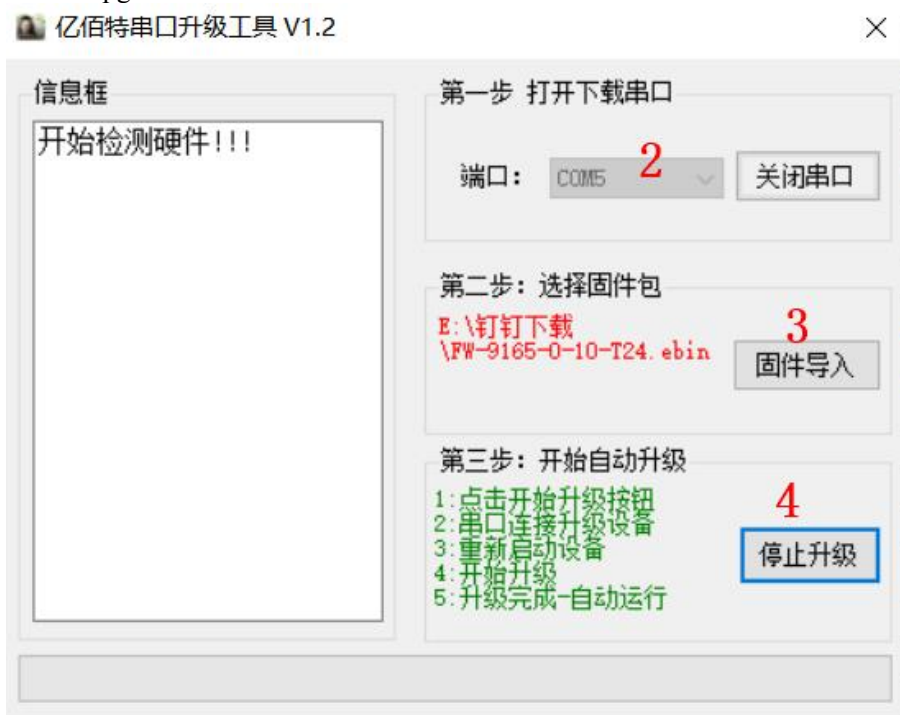 亿佰特串口升级工具 V1.2
信息框
开始检测硬件!!!
第一步 打开下载串口
端口：
COM5
2
关闭串口
第二步：选择固件包
E:\钉钉下载
\FW-9165-0-10-T24.ebin
3
固件导入
第三步：开始自动升级
1:点击开始升级按钮
2:串口连接升级设备
3:重新启动设备
4:开始升级
5:升级完成-自动运行
4
停止升级